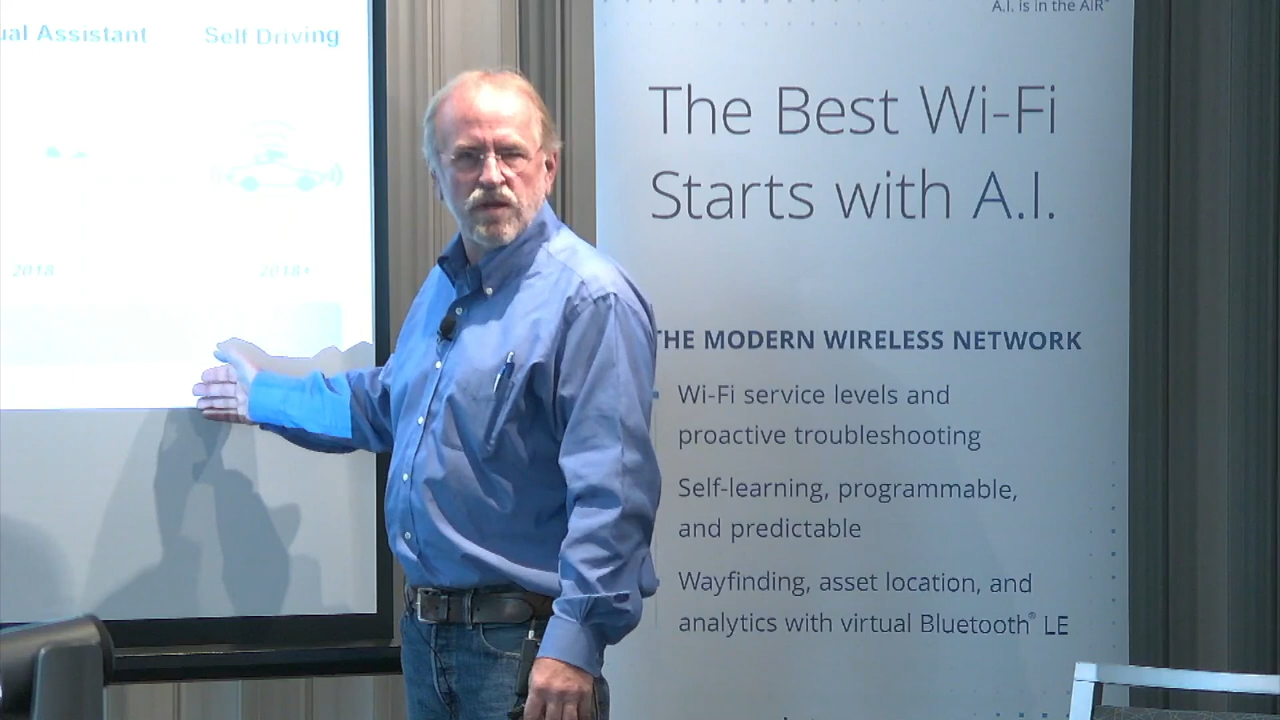 ual Assistant
Self Driving
2018
2018+
A.I. is in the AIR
The Best Wi-Fi
Starts with A.I.
THE MODERN WIRELESS NETWORK
Wi-Fi service levels and
proactive troubleshooting
Self-learning, programmable,
and predictable
Wayfinding, asset location, and
analytics with virtual Bluetooth® LE